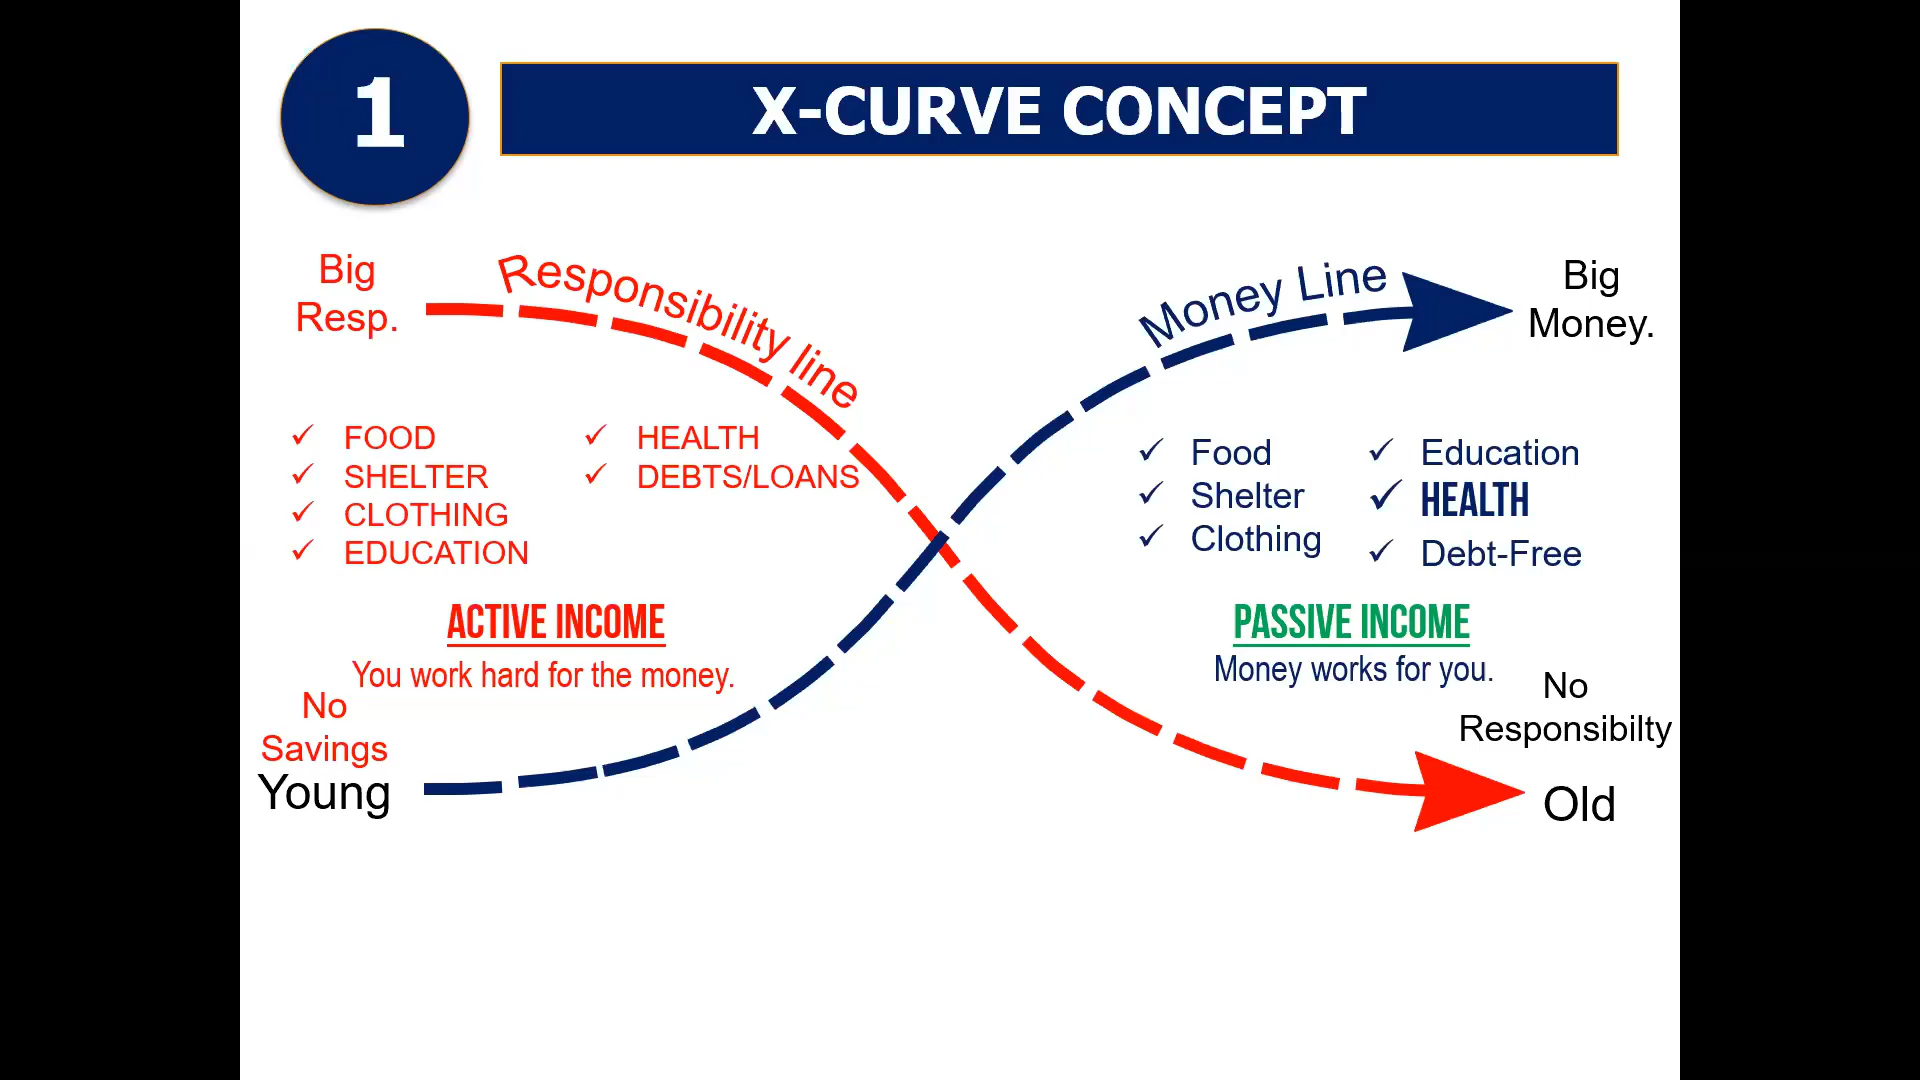 1
X-CURVE CONCEPT
Big
Resp.
Responsibility line
Money Line
Big
Money.
FOOD
SHELTER
CLOTHING
EDUCATION
HEALTH
DEBTS/LOANS
Food
Shelter
Clothing
Education
HEALTH
Debt-Free
ACTIVE INCOME
You work hard for the money.
PASSIVE INCOME
Money works for you.
No
Savings
Young
No
Responsibilty
Old